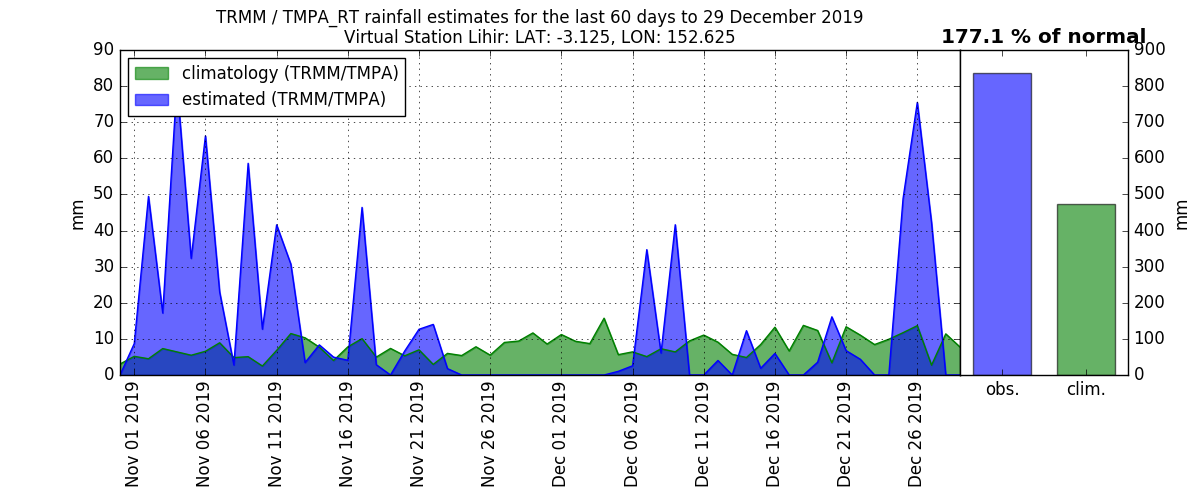 TRMM / TMPA_RT rainfall estimates for the last 60 days to 29 December 2019
Virtual Station Lihir: LAT: -3.125, LON: 152.625
177.1 % of normal
climatology (TRMM/TMPA)
estimated (TRMM/TMPA)
90
80
70
60
50
40
30
20
10
0
mm
Nov 01 2019
Nov 06 2019
Nov 11 2019
Nov 16 2019
Nov 21 2019
Nov 26 2019
Dec 01 2019
Dec 06 2019
Dec 11 2019
Dec 16 2019
Dec 21 2019
Dec 26 2019
900
800
700
600
500
400
300
200
100
0
mm
obs.
clim.